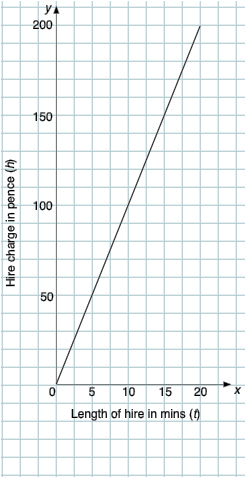 y
200
150
100
50
0 5 10 15 20 x
Hire charge in pence (h)
Length of hire in mins (t)